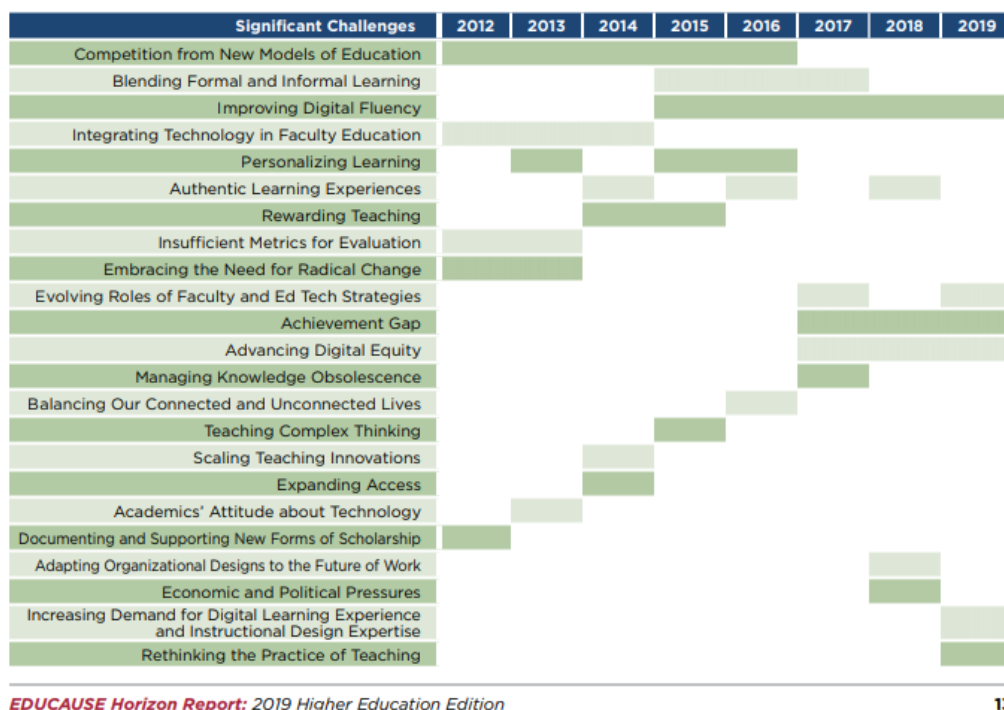 Significant Challenges 2012 2013 2014 2015 2016 2017 2018 2019
Competition from New Models of Education
Blending Formal and Informal Learning
Improving Digital Fluency
Integrating Technology in Faculty Education
Personalizing Learning
Authentic Learning Experiences
Rewarding Teaching
Insufficient Metrics for Evaluation
Embracing the Need for Radical Change
Evolving Roles of Faculty and Ed Tech Strategies
Achievement Gap
Advancing Digital Equity
Managing Knowledge Obsolescence
Balancing Our Connected and Unconnected Lives
Teaching Complex Thinking
Scaling Teaching Innovations
Expanding Access
Academics' Attitude about Technology
Documenting and Supporting New Forms of Scholarship
Adapting Organizational Designs to the Future of Work
Economic and Political Pressures
Increasing Demand for Digital Learning Experience
and Instructional Design Expertise
Rethinking the Practice of Teaching
EDUCAUSE Horizon Report: 2019 Higher Education Edition